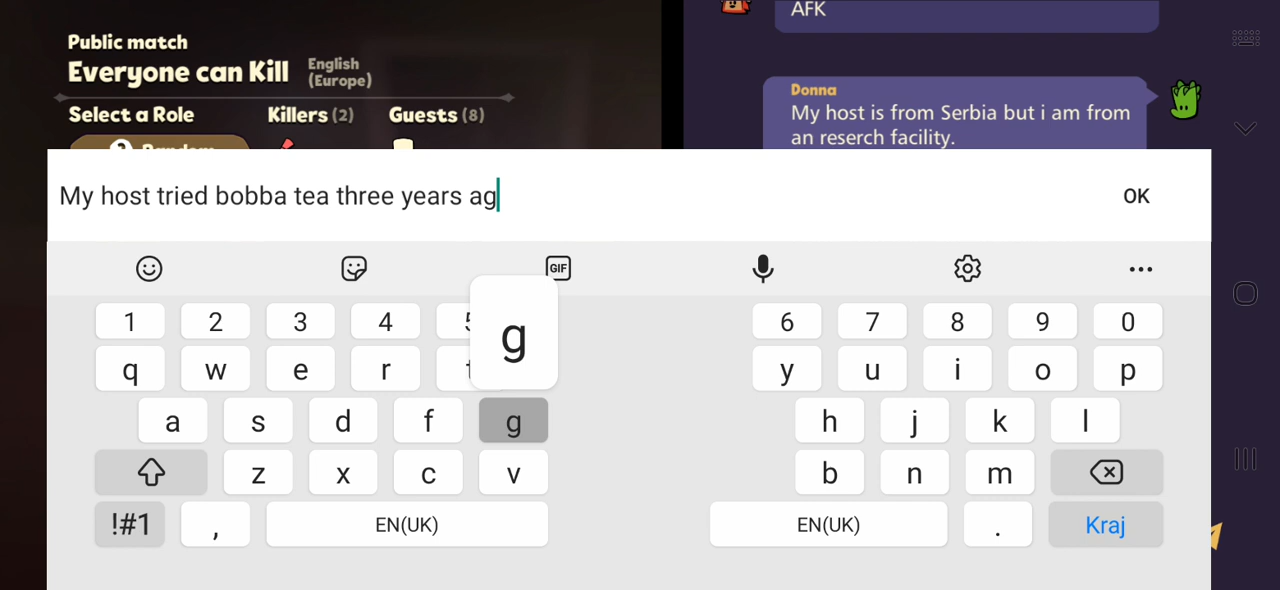 AFK
Public match
Everyone can Kill
English
(Europe)
Select a Role
Killers (2)
Guests (8)
Random
Donna
My host is from Serbia but i am from
an reserch facility.
My host tried bobba tea three years ag
OK
GIF
1 2 3 4 5 6 7 8 9 0
g
q w e r t y u i o p
a s d f g h j k l
z x c v b n m
!#1 , EN(UK) EN(UK) . Kraj